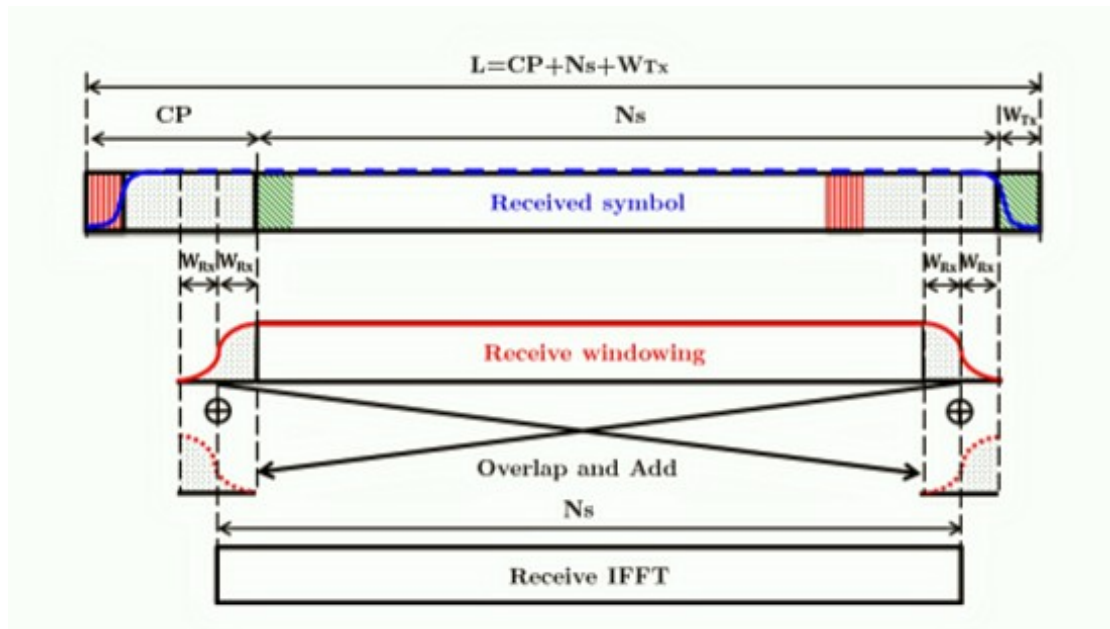 L=CP+Ns+WTx
CP
Ns
WTx
Received symbol
WRx WRx
WRx WRx
Receive windowing
Overlap and Add
Ns
Receive IFFT